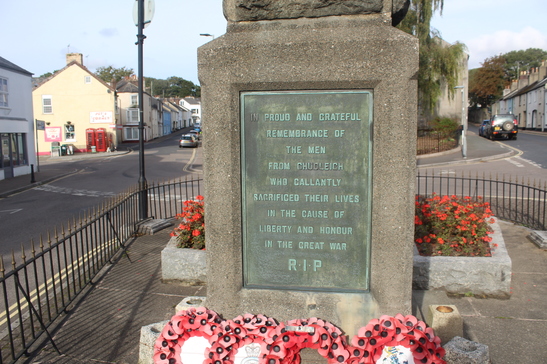 IN PROUD AND GRATEFUL
REMEMBRANCE OF
THE MEN
FROM CHUDLEIGH
WHO GALLANTLY
SACRIFICED THEIR LIVES
IN THE CAUSE OF
LIBERTY AND HONOUR
IN THE GREAT WAR
R·I·P